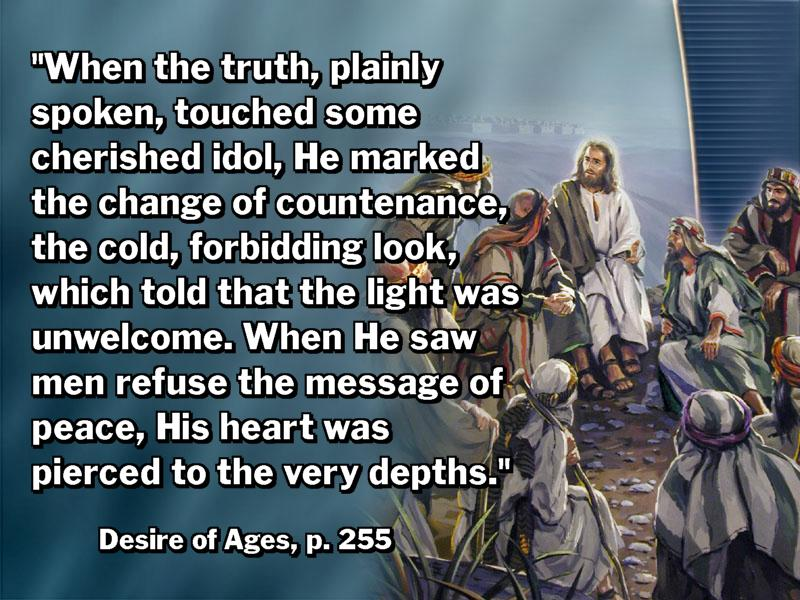 "When the truth, plainly
spoken, touched some
cherished idol, He marked
the change of countenance,
the cold, forbidding look,
which told that the light was
unwelcome. When He saw
men refuse the message of
peace, His heart was
pierced to the very depths."
Desire of Ages, p. 255